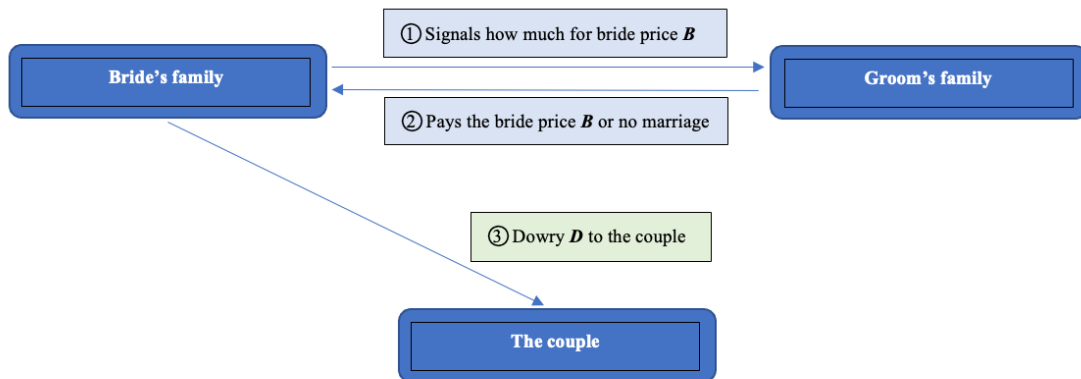 ① Signals how much for bride price B
Bride’s family
Groom’s family
② Pays the bride price B or no marriage
③ Dowry D to the couple
The couple